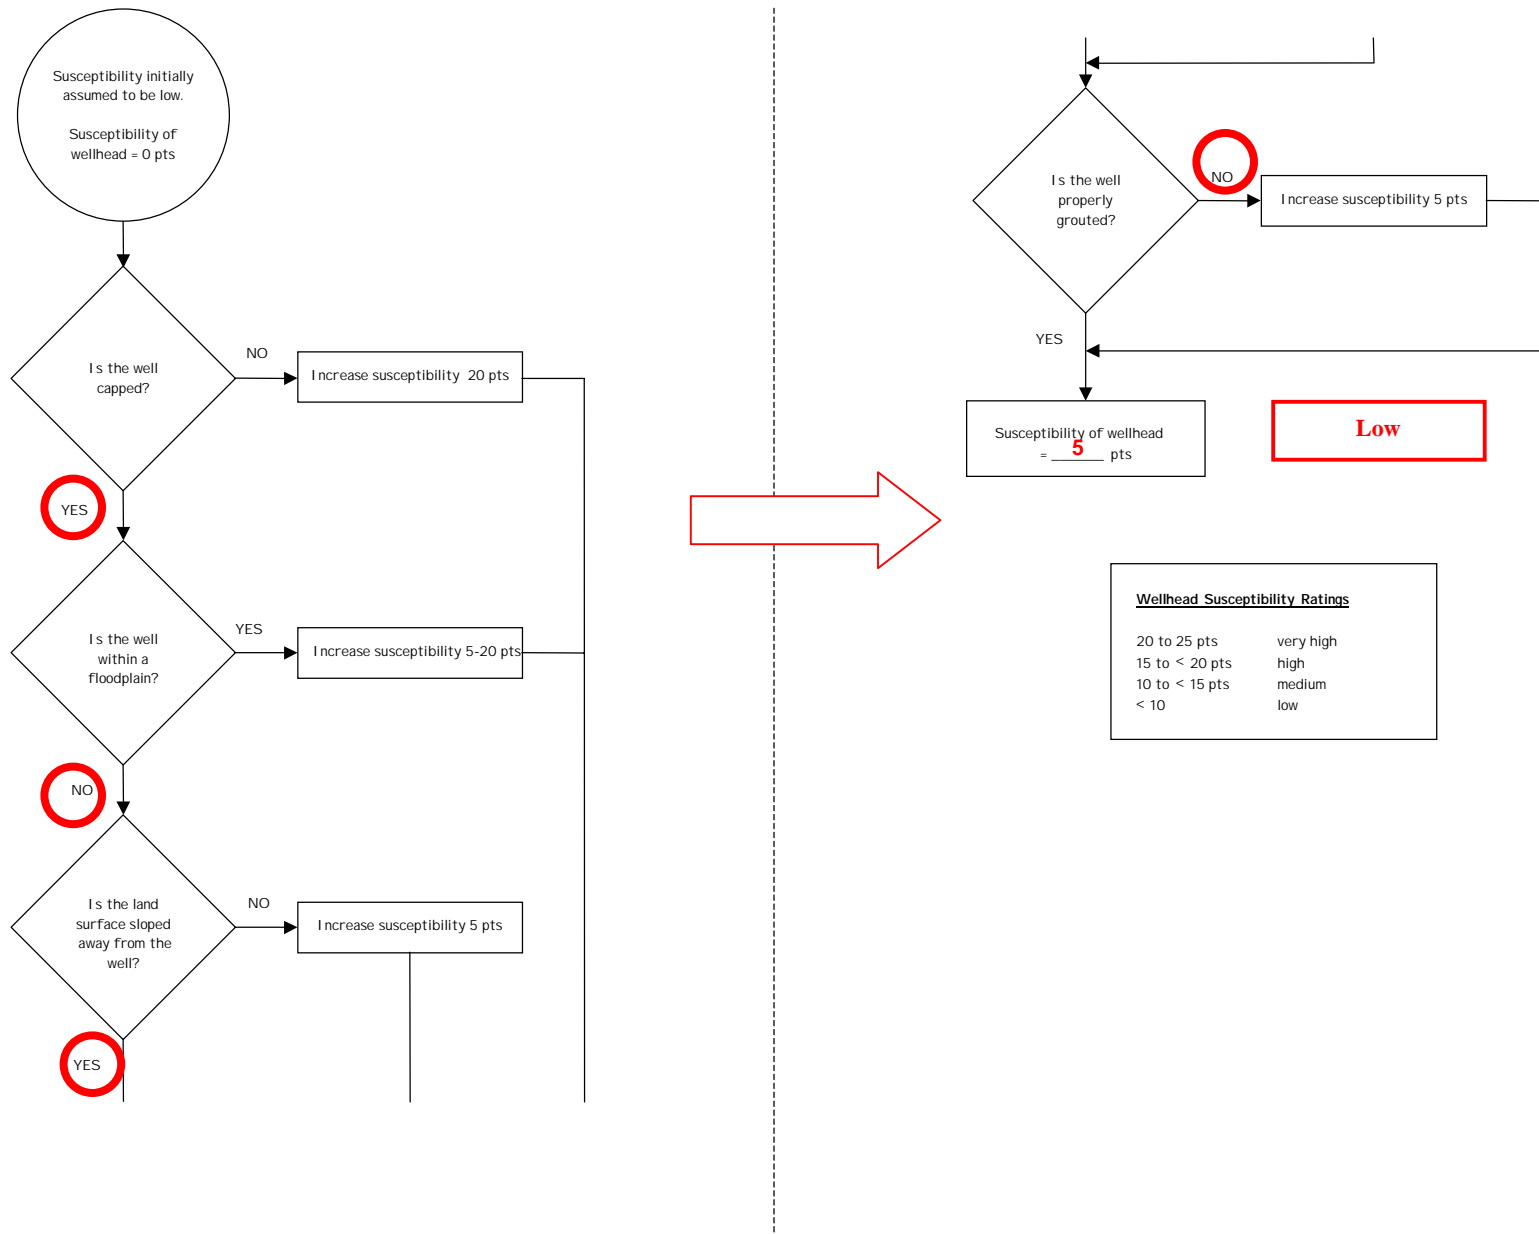 Susceptibility initially
assumed to be low.
Susceptibility of
wellhead = 0 pts
Is the well
capped?
NO
Increase susceptibility 20 pts
YES
Is the well
within a
floodplain?
YES
Increase susceptibility 5-20 pts
NO
Is the land
surface sloped
away from the
well?
NO
Increase susceptibility 5 pts
YES
Is the well
properly
grouted?
NO
Increase susceptibility 5 pts
YES
Susceptibility of wellhead
= ___5___ pts
Low
Wellhead Susceptibility Ratings
20 to 25 pts very high
15 to < 20 pts high
10 to < 15 pts medium
< 10 low